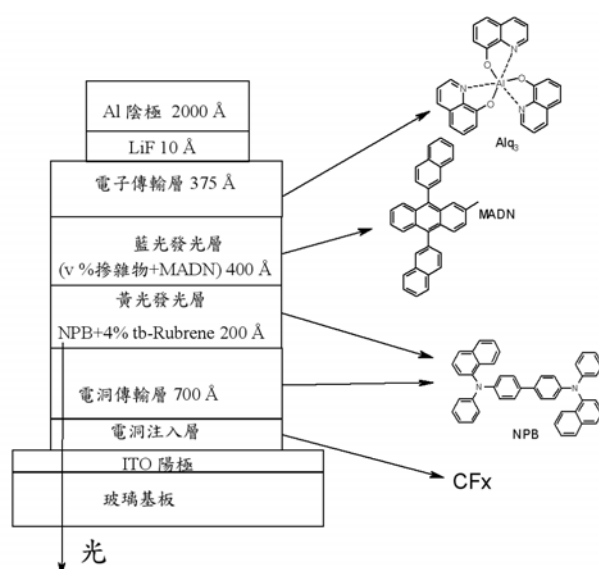 Al 陰極 2000 Å
LiF 10 Å
電子傳輸層 375 Å
藍光發光層
(v %摻雜物+MADN) 400 Å
黃光發光層
NPB+4% tb-Rubrene 200 Å
電洞傳輸層 700 Å
電洞注入層
ITO 陽極
玻璃基板
光
N
O
Al
O
N
O
N
Alq3
MADN
N
N
NPB
CFx